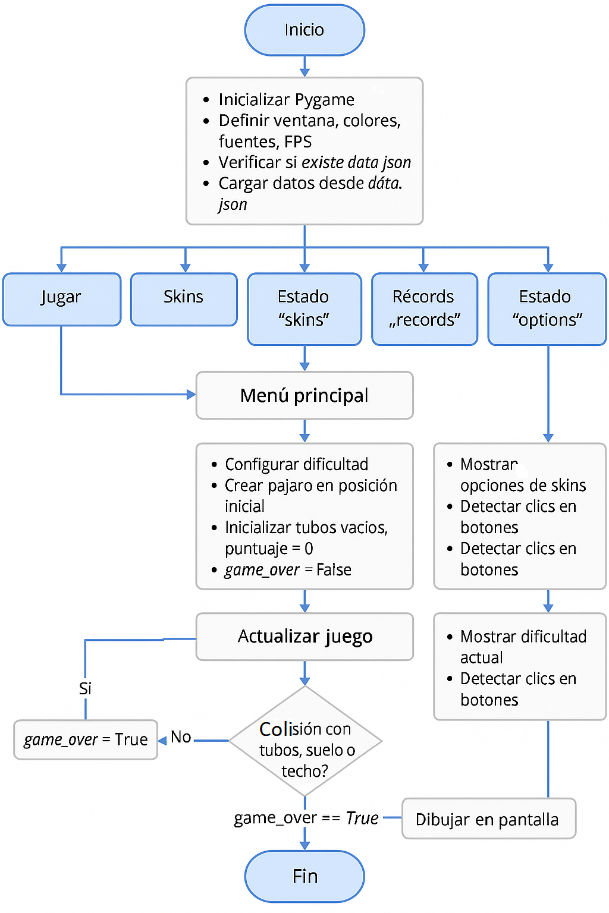 Inicio
• Inicializar Pygame
• Definir ventana, colores,
fuentes, FPS
• Verificar si existe data json
• Cargar datos desde dáta.
json
Jugar
Skins
Estado
“skins”
Récords
„records”
Estado
“options”
Menú principal
• Configurar dificultad
• Crear pajaro en posición
inicial
• Inicializar tubos vacios,
puntuaje = 0
• game_over = False
• Mostrar
opciones de skins
• Detectar clics en
botones
• Detectar clics en
botones
Actualizar juego
• Mostrar dificultad
actual
• Detectar clics en
botones
Si
game_over = True
No
Colisión con
tubos, suelo o
techo?
game_over == True
Dibujar en pantalla
Fin